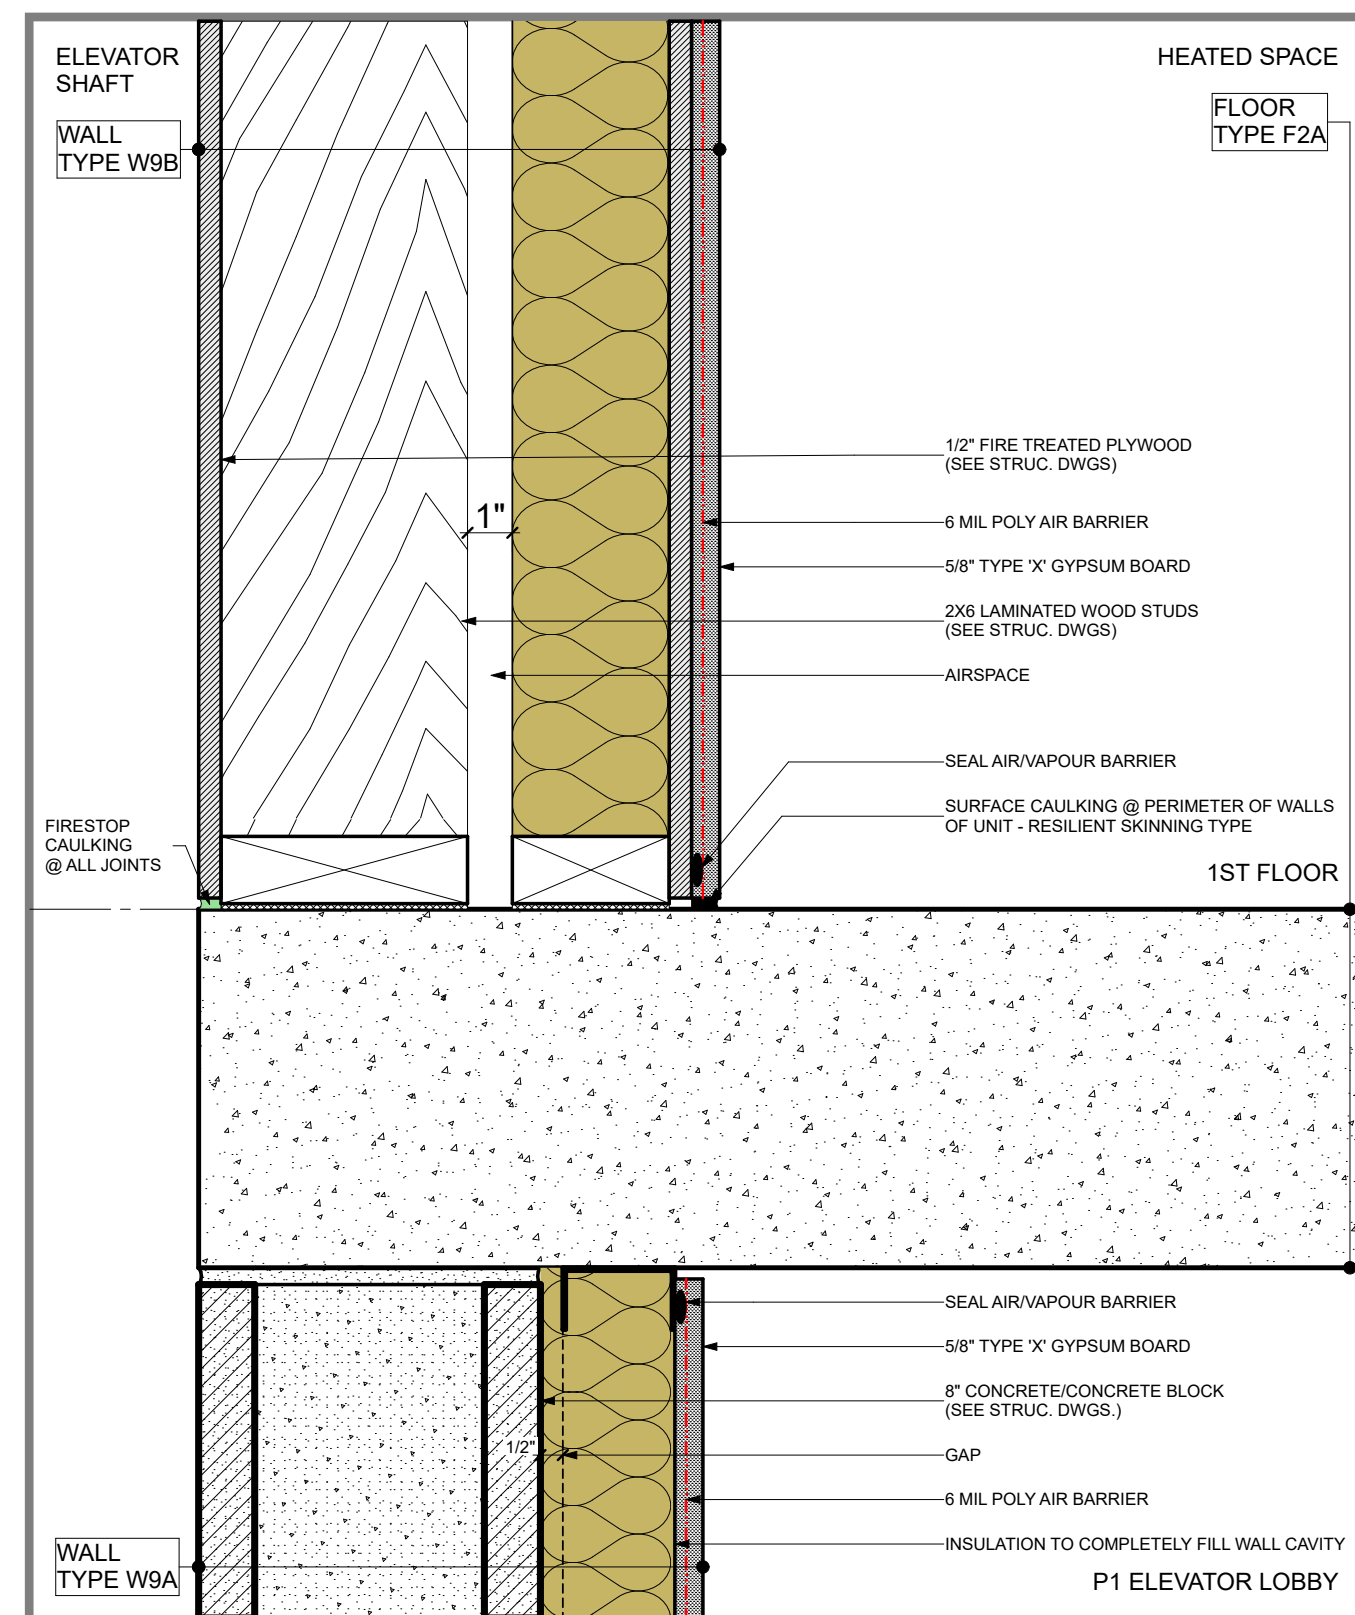 ELEVATOR
SHAFT
HEATED SPACE
WALL
TYPE W9B
FLOOR
TYPE F2A
1/2" FIRE TREATED PLYWOOD
(SEE STRUC. DWGS)
1"
6 MIL POLY AIR BARRIER
5/8" TYPE 'X' GYPSUM BOARD
2X6 LAMINATED WOOD STUDS
(SEE STRUC. DWGS)
AIRSPACE
SEAL AIR/VAPOUR BARRIER
SURFACE CAULKING @ PERIMETER OF WALLS
OF UNIT - RESILIENT SKINNING TYPE
FIRESTOP
CAULKING
@ ALL JOINTS
1ST FLOOR
SEAL AIR/VAPOUR BARRIER
5/8" TYPE 'X' GYPSUM BOARD
8" CONCRETE/CONCRETE BLOCK
(SEE STRUC. DWGS.)
1/2"
GAP
6 MIL POLY AIR BARRIER
INSULATION TO COMPLETELY FILL WALL CAVITY
WALL
TYPE W9A
P1 ELEVATOR LOBBY